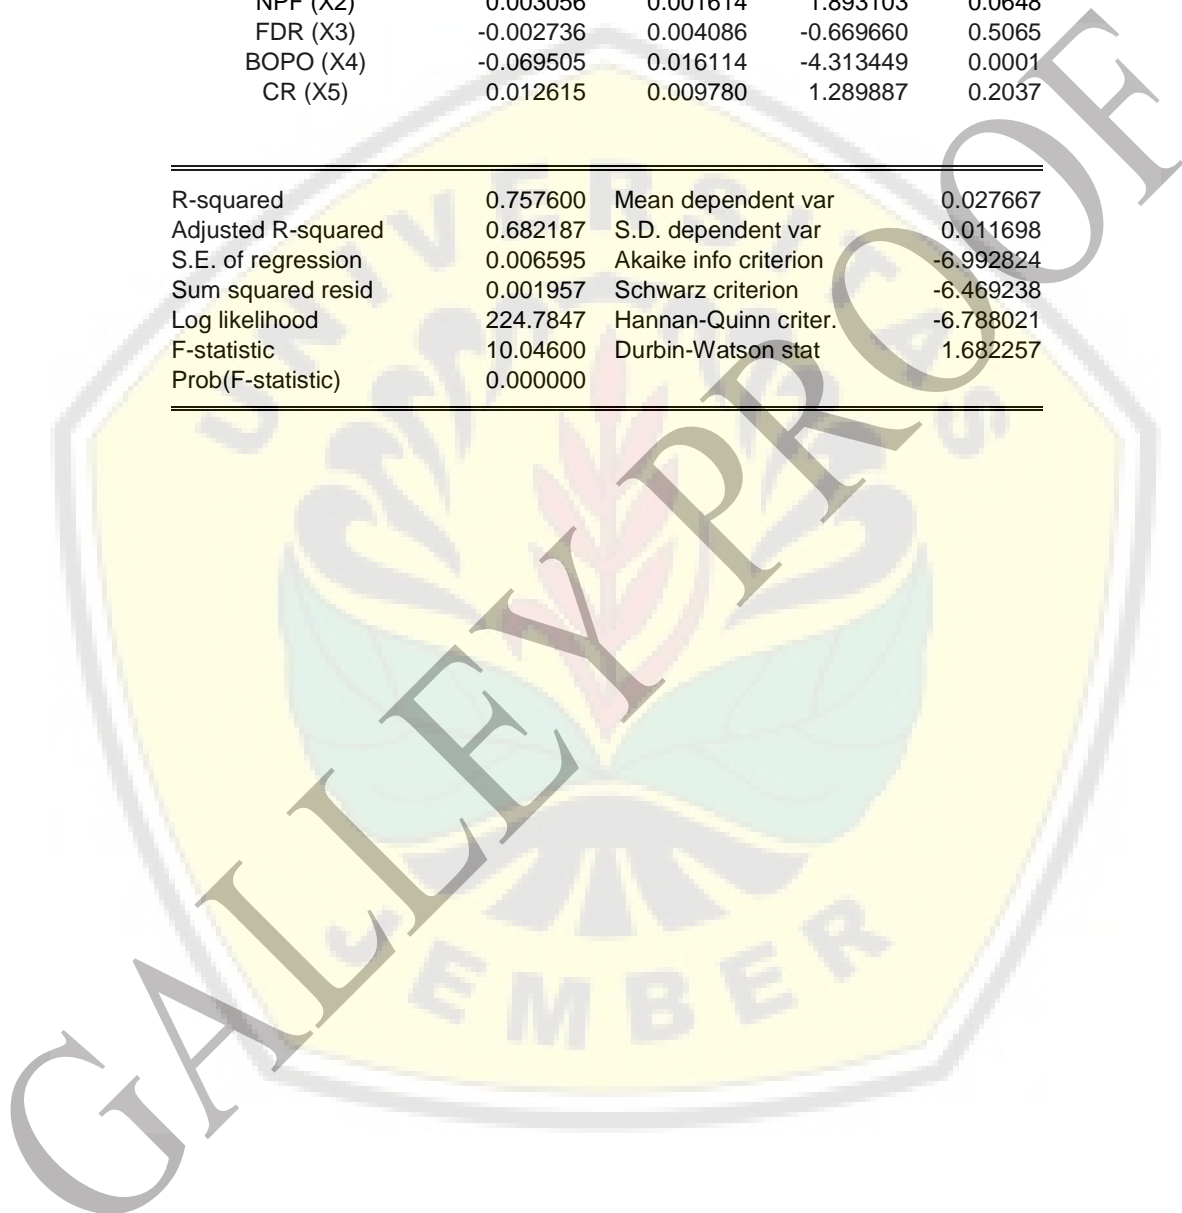 NPF (X2) 0.003056 0.001614 1.893103 0.0648
FDR (X3) -0.002736 0.004086 -0.669660 0.5065
BOPO (X4) -0.069505 0.016114 -4.313449 0.0001
CR (X5) 0.012615 0.009780 1.289887 0.2037
R-squared 0.757600 Mean dependent var 0.027667
Adjusted R-squared 0.682187 S.D. dependent var 0.011698
S.E. of regression 0.006595 Akaike info criterion -6.992824
Sum squared resid 0.001957 Schwarz criterion -6.469238
Log likelihood 224.7847 Hannan-Quinn criter. -6.788021
F-statistic 10.04600 Durbin-Watson stat 1.682257
Prob(F-statistic) 0.000000
UNIVERSITAS
JEMBER
GALLEY PROOF